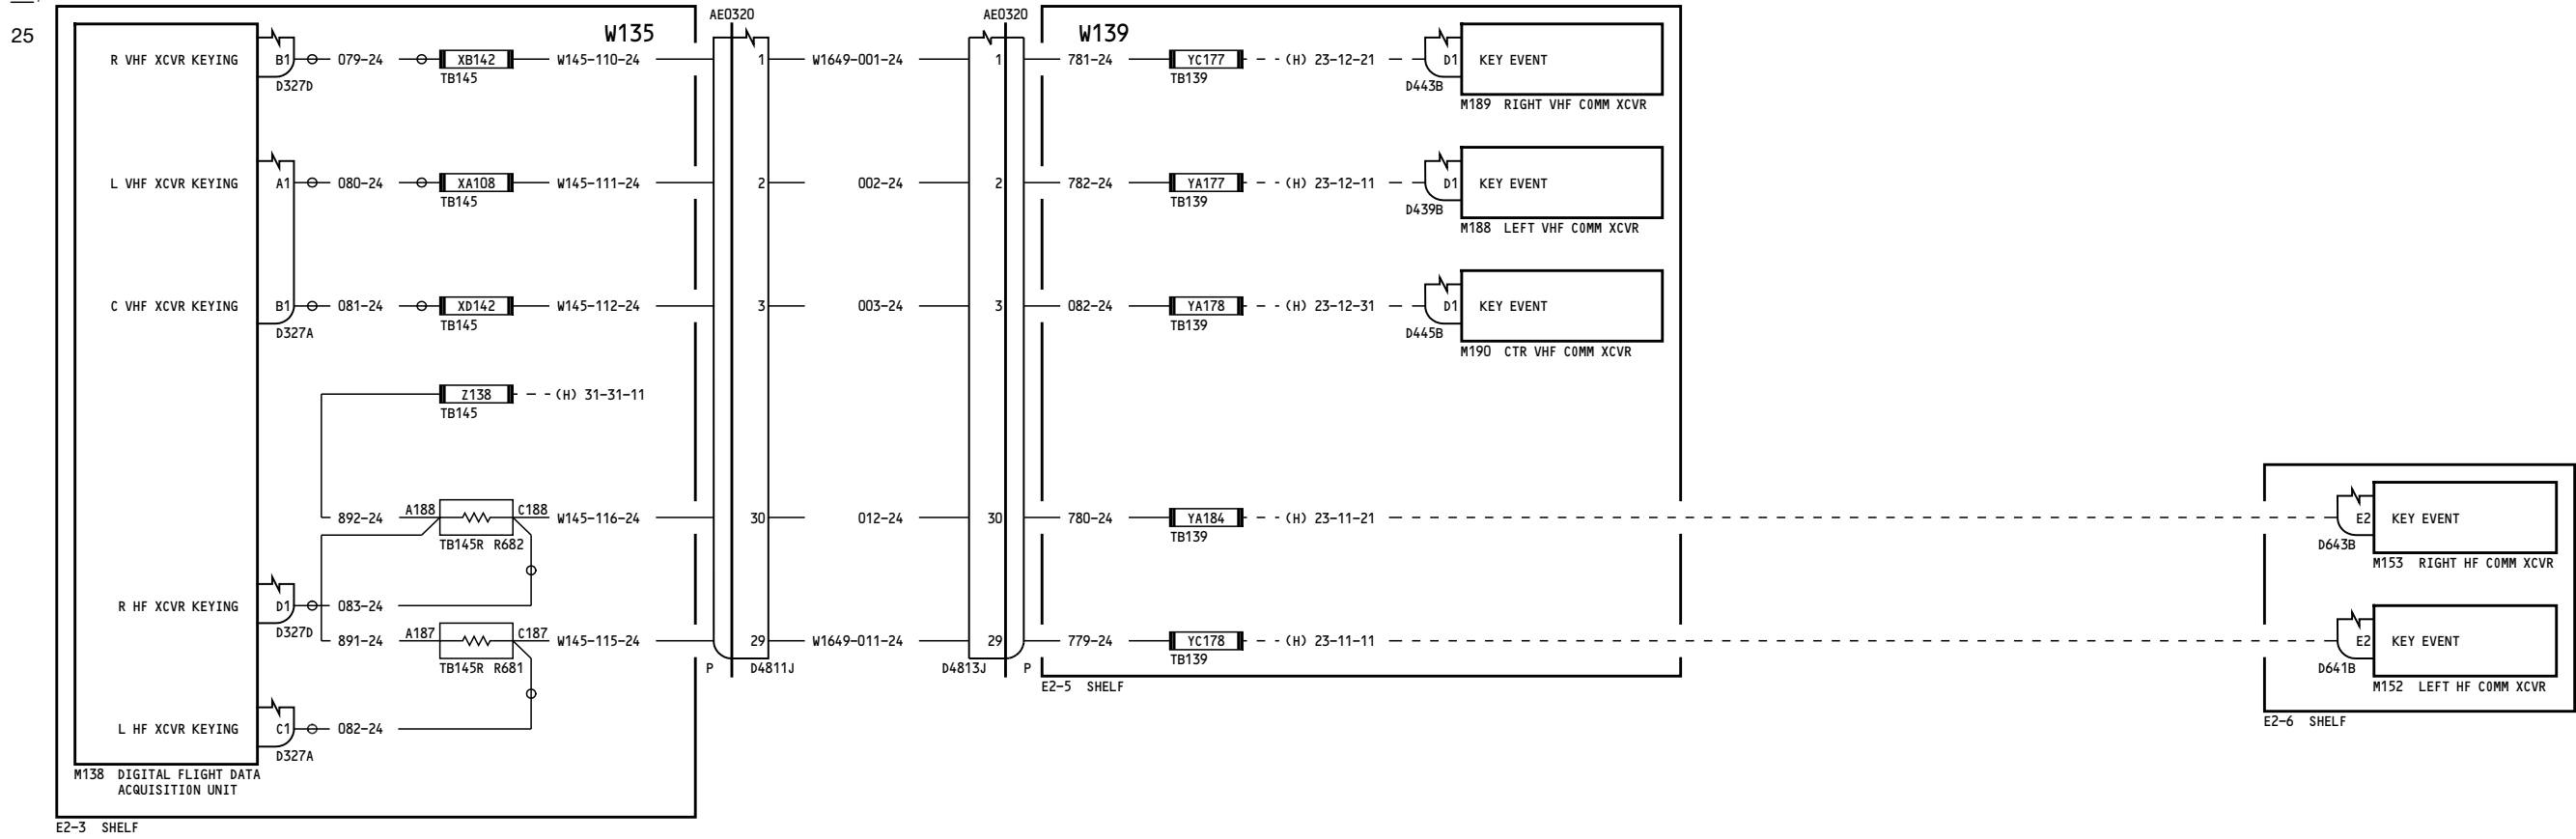 25
W135
AE0320
AE0320
W139
R VHF XCVR KEYING B1 079-24 XB142 W145-110-24 1 W1649-001-24 1 781-24 YC177 (H) 23-12-21 D1 KEY EVENT
D327D TB145 TB139 D443B
M189 RIGHT VHF COMM XCVR
L VHF XCVR KEYING A1 080-24 XA108 W145-111-24 2 002-24 2 782-24 YA177 (H) 23-12-11 D1 KEY EVENT
TB145 TB139 D439B
M188 LEFT VHF COMM XCVR
C VHF XCVR KEYING B1 081-24 XD142 W145-112-24 3 003-24 3 082-24 YA178 (H) 23-12-31 D1 KEY EVENT
D327A TB145 TB139 D445B
M190 CTR VHF COMM XCVR
Z138 (H) 31-31-11
TB145
892-24 A188 C188 W145-116-24 30 012-24 30 780-24 YA184 (H) 23-11-21 E2 KEY EVENT
TB145R R682 TB139 D643B
M153 RIGHT HF COMM XCVR
R HF XCVR KEYING D1 083-24
D327D
891-24 A187 C187 W145-115-24 29 W1649-011-24 29 779-24 YC178 (H) 23-11-11 E2 KEY EVENT
TB145R R681 P D4811J D4813J P TB139 D641B
E2-5 SHELF
M152 LEFT HF COMM XCVR
E2-6 SHELF
L HF XCVR KEYING C1 082-24
D327A
M138 DIGITAL FLIGHT DATA
ACQUISITION UNIT
E2-3 SHELF